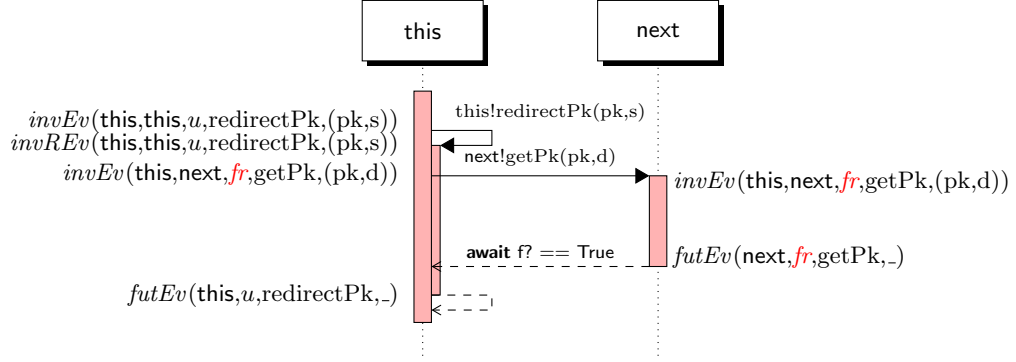 this
next
invEv(this,this,u,redirectPk,(pk,s))
this!redirectPk(pk,s)
invREv(this,this,u,redirectPk,(pk,s))
next!getPk(pk,d)
invEv(this,next,fr,getPk,(pk,d))
invEv(this,next,fr,getPk,(pk,d))
await f? == True
futEv(next,fr,getPk,_)
futEv(this,u,redirectPk,_)